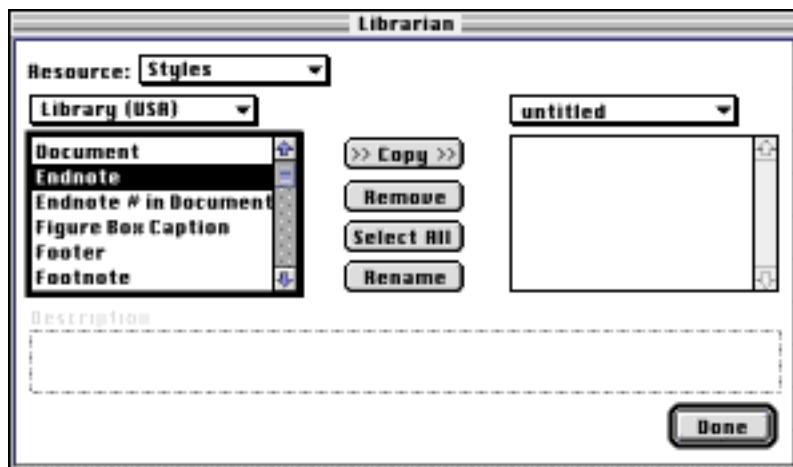 Librarian
Resource: Styles
Library (USA)
untitled
Document
Endnote
Endnote # in Document
Figure Box Caption
Footer
Footnote
>> Copy >>
Remove
Select All
Rename
Description
Done